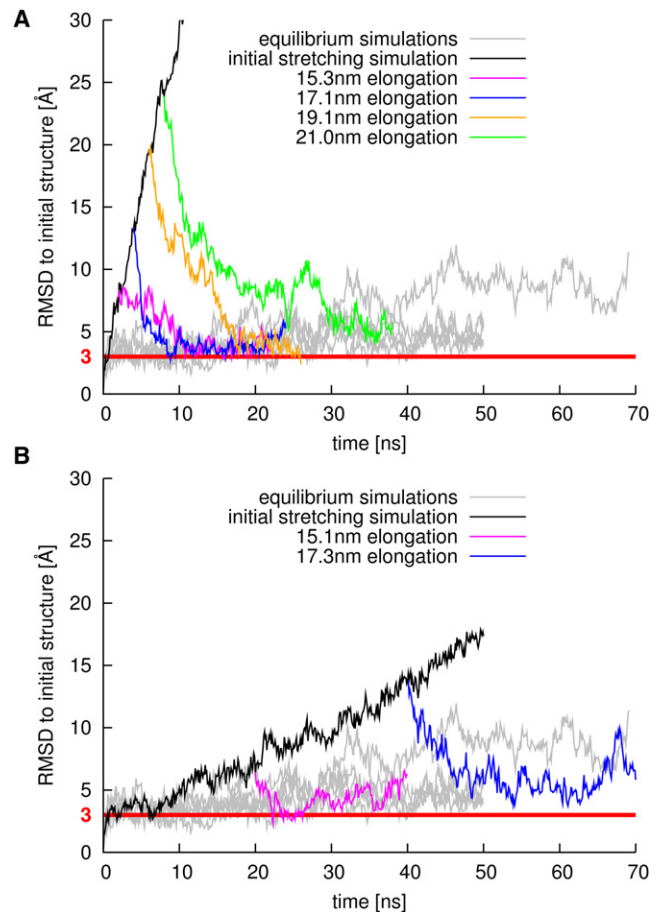 A
30
25
20
15
10
5
3
0
RMSD to initial structure [Å]
equilibrium simulations
initial stretching simulation
15.3nm elongation
17.1nm elongation
19.1nm elongation
21.0nm elongation
0 10 20 30 40 50 60 70
time [ns]
B
30
25
20
15
10
5
3
0
RMSD to initial structure [Å]
equilibrium simulations
initial stretching simulation
15.1nm elongation
17.3nm elongation
0 10 20 30 40 50 60 70
time [ns]